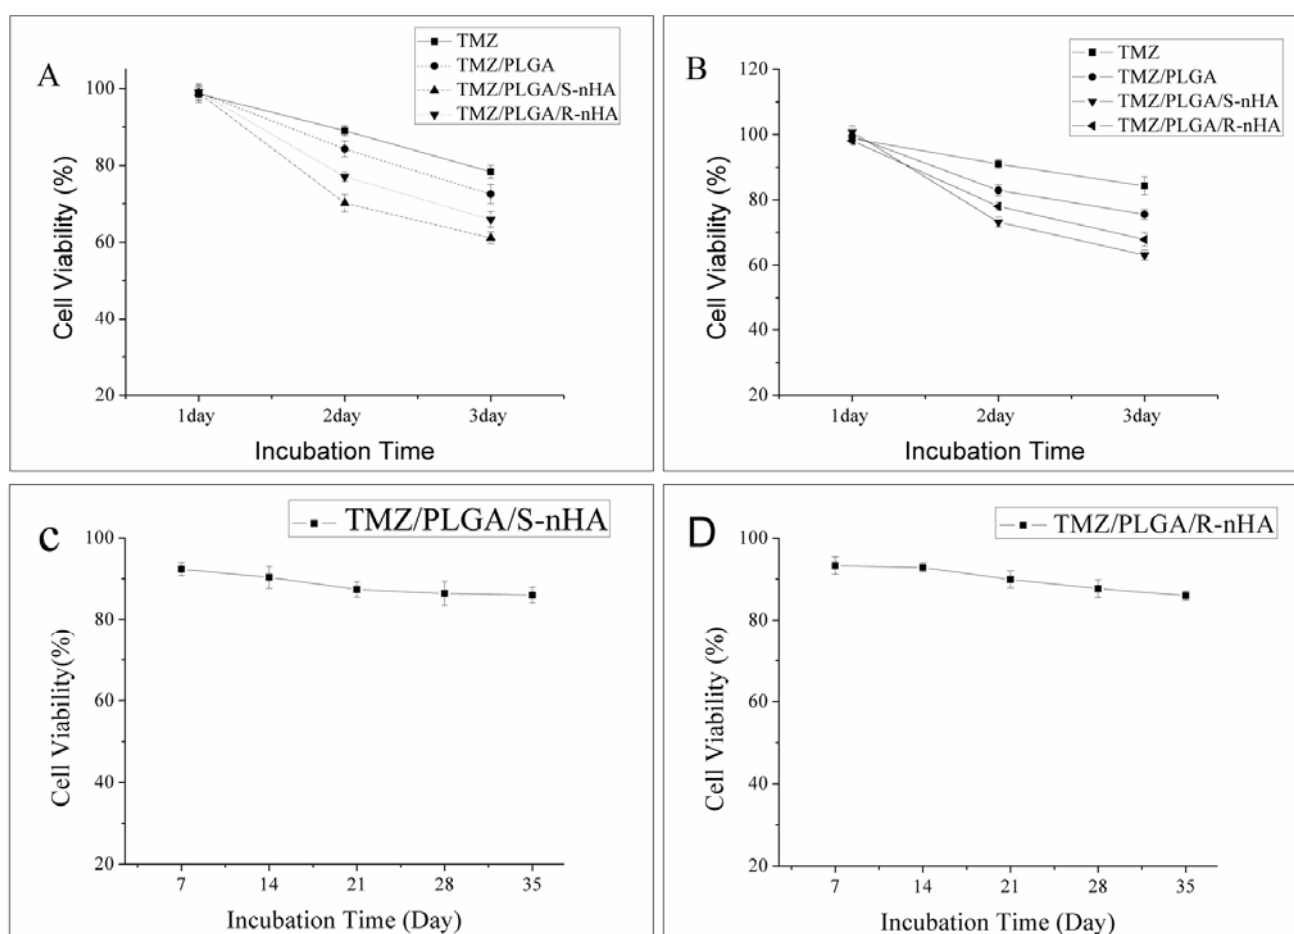 A
TMZ
TMZ/PLGA
TMZ/PLGA/S-nHA
TMZ/PLGA/R-nHA
Cell Viability (%)
100
80
60
40
20
1day
2day
3day
Incubation Time
B
TMZ
TMZ/PLGA
TMZ/PLGA/S-nHA
TMZ/PLGA/R-nHA
Cell Viability (%)
120
100
80
60
40
20
1day
2day
3day
Incubation Time
c
TMZ/PLGA/S-nHA
Cell Viability(%)
100
80
60
40
20
7
14
21
28
35
Incubation Time (Day)
D
TMZ/PLGA/R-nHA
Cell Viability (%)
100
80
60
40
20
7
14
21
28
35
Incubation Time (Day)